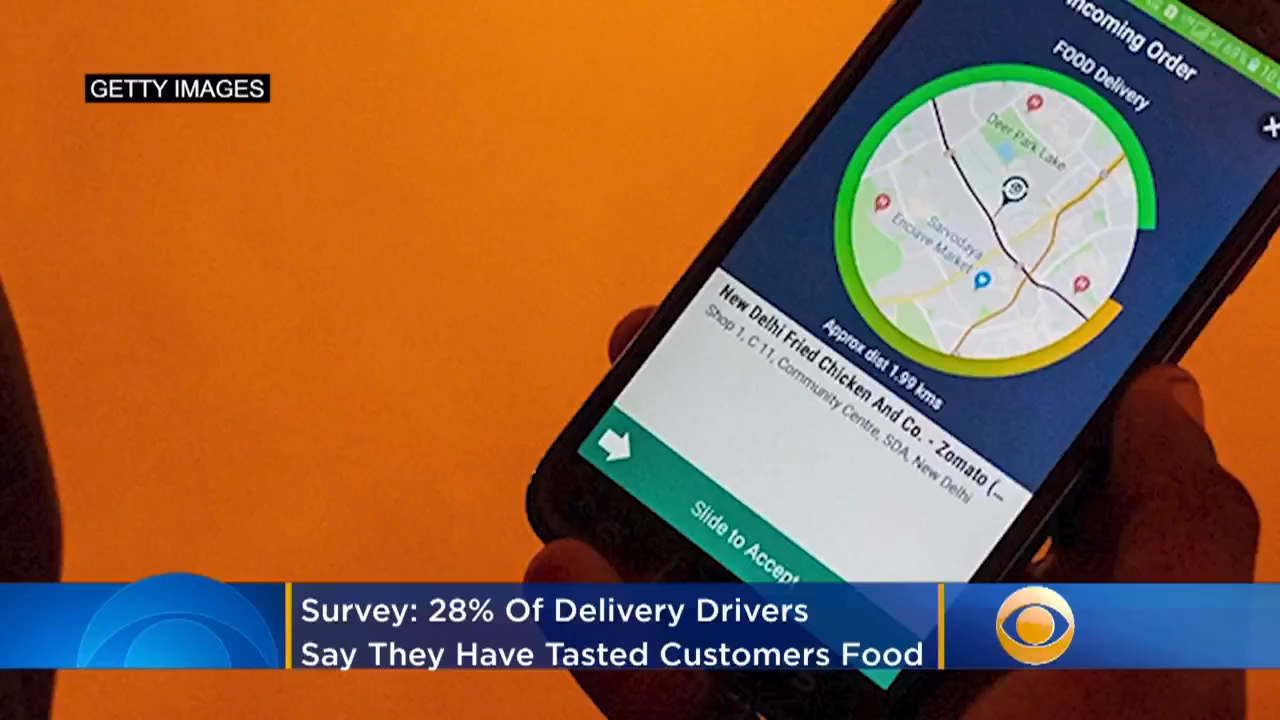 GETTY IMAGES
69%
Incoming Order
FOOD Delivery
Deer Park Lake
Sarvodaya
Enclave Market
Approx dist 1.99 kms
New Delhi Fried Chicken And Co. - Zomato (...
Shop 1, C 11, Community Centre, SDA, New Delhi
Slide to Accept
Survey: 28% Of Delivery Drivers
Say They Have Tasted Customers Food